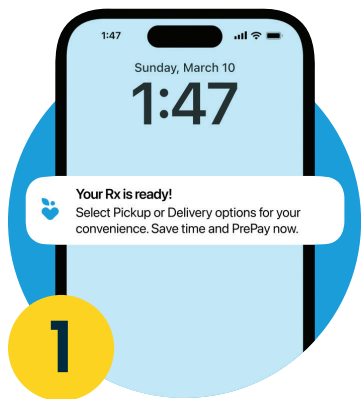 1:47
Sunday, March 10
1:47
Your Rx is ready!
Select Pickup or Delivery options for your
convenience. Save time and PrePay now.
1